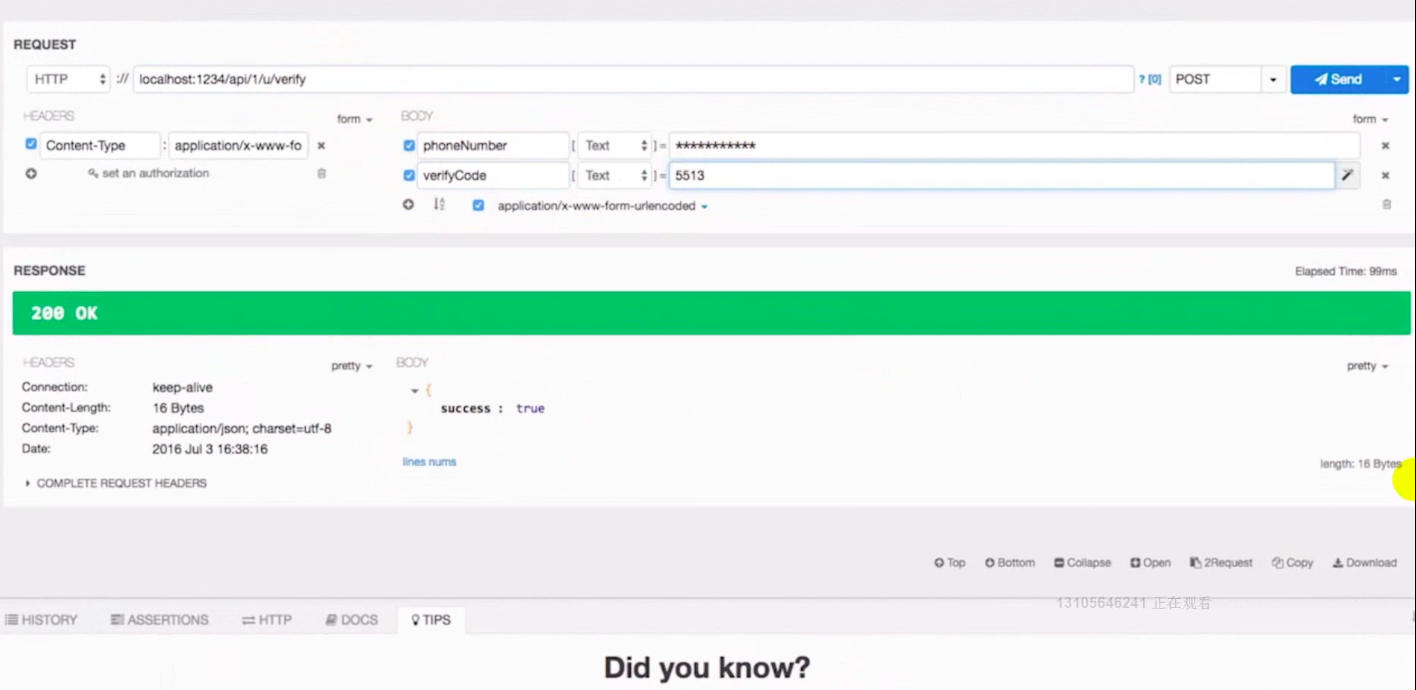 REQUEST
HTTP :// localhost:1234/api/1/u/verify ? [0] POST Send
HEADERS form BODY form
Content-Type : application/x-www-fo phoneNumber [ Text ] = ***********
set an authorization verifyCode [ Text ] = 5513
application/x-www-form-urlencoded
RESPONSE Elapsed Time: 99ms
200 OK
HEADERS pretty BODY pretty
Connection: keep-alive {
Content-Length: 16 Bytes success : true
Content-Type: application/json; charset=utf-8 }
Date: 2016 Jul 3 16:38:16
lines nums length: 16 Bytes
COMPLETE REQUEST HEADERS
Top Bottom Collapse Open 2Request Copy Download
13105646241 正在观看
HISTORY ASSERTIONS HTTP DOCS TIPS
Did you know?